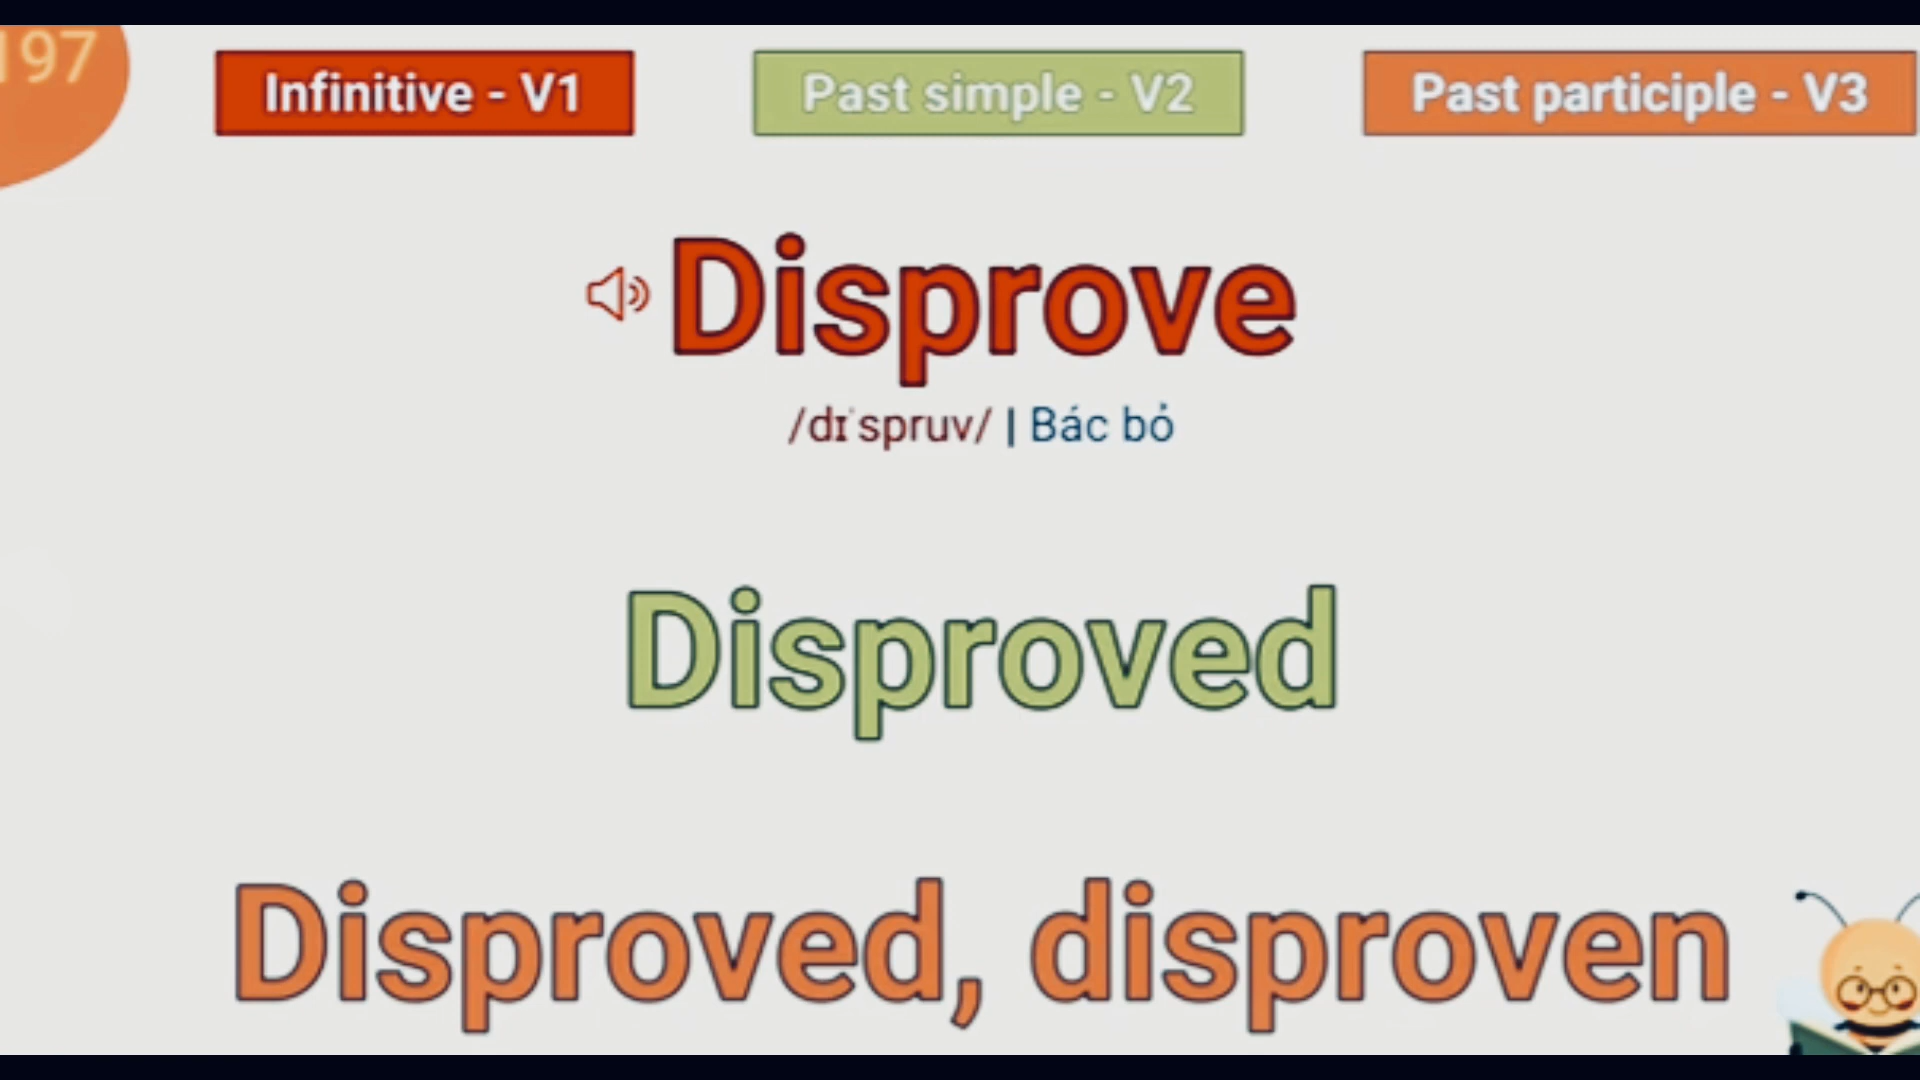 197
Infinitive - V1
Past simple - V2
Past participle - V3
Disprove
/dɪˈspruv/ | Bác bỏ
Disproved
Disproved, disproven